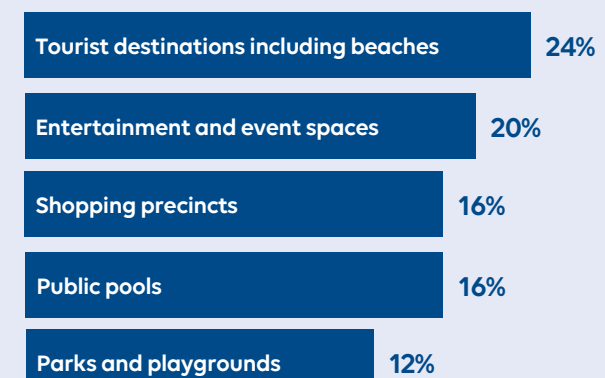 Tourist destinations including beaches 24%
Entertainment and event spaces 20%
Shopping precincts 16%
Public pools 16%
Parks and playgrounds 12%